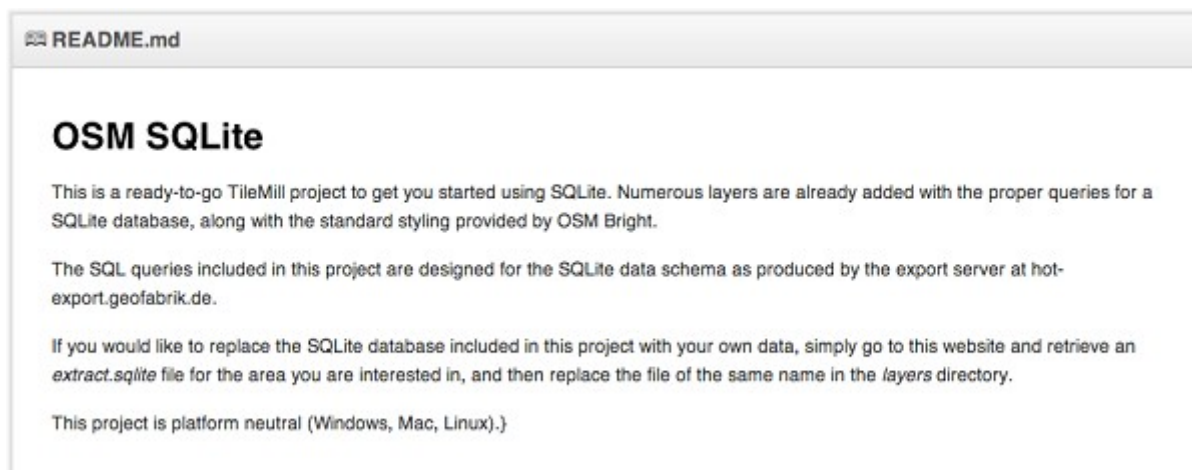 README.md
OSM SQLite
This is a ready-to-go TileMill project to get you started using SQLite. Numerous layers are already added with the proper queries for a
SQLite database, along with the standard styling provided by OSM Bright.
The SQL queries included in this project are designed for the SQLite data schema as produced by the export server at hot-
export.geofabrik.de.
If you would like to replace the SQLite database included in this project with your own data, simply go to this website and retrieve an
extract.sqlite file for the area you are interested in, and then replace the file of the same name in the layers directory.
This project is platform neutral (Windows, Mac, Linux).}